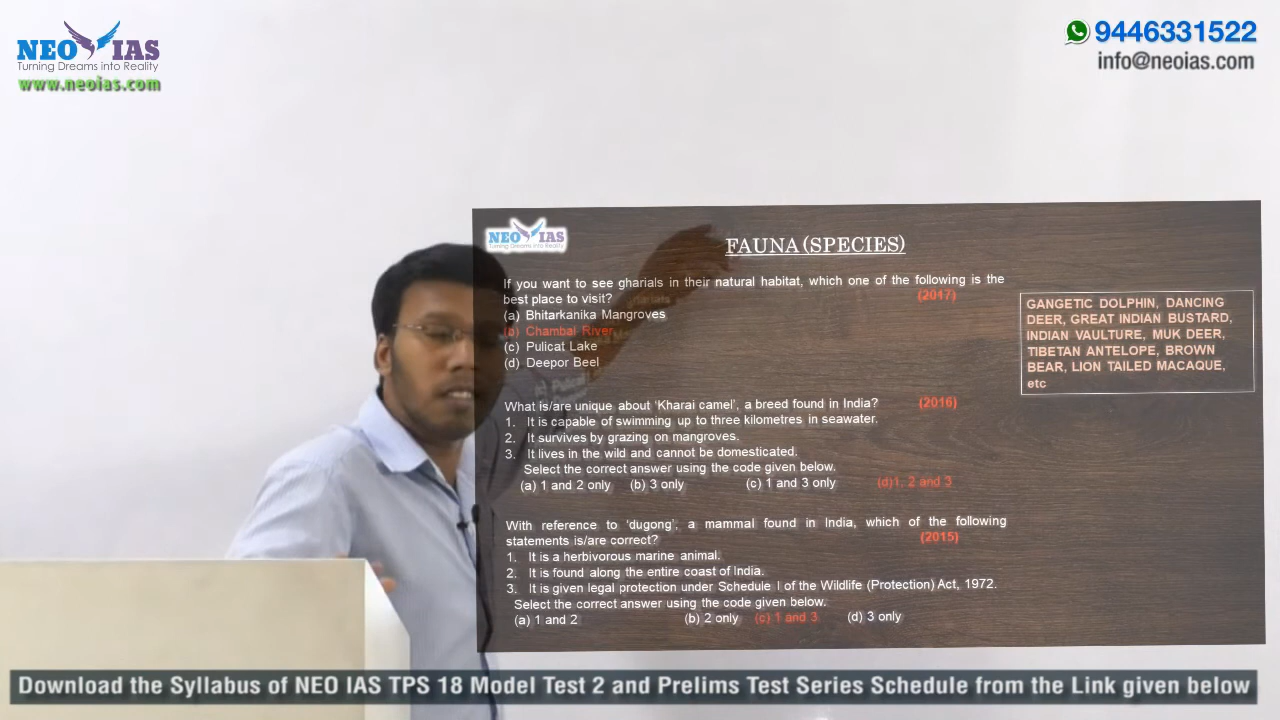 NEO IAS
Turning Dreams into Reality
www.neoias.com
9446331522
info@neoias.com
NEO IAS
Turning Dreams into Reality
FAUNA (SPECIES)
If you want to see gharials in their natural habitat, which one of the following is the
best place to visit? (2017)
(a) Bhitarkanika Mangroves
(b) Chambal River
(c) Pulicat Lake
(d) Deepor Beel
GANGETIC DOLPHIN, DANCING
DEER, GREAT INDIAN BUSTARD,
INDIAN VAULTURE, MUK DEER,
TIBETAN ANTELOPE, BROWN
BEAR, LION TAILED MACAQUE,
etc
What is/are unique about ‘Kharai camel’, a breed found in India? (2016)
1. It is capable of swimming up to three kilometres in seawater.
2. It survives by grazing on mangroves.
3. It lives in the wild and cannot be domesticated.
Select the correct answer using the code given below.
(a) 1 and 2 only (b) 3 only (c) 1 and 3 only (d)1, 2 and 3
With reference to ‘dugong’, a mammal found in India, which of the following
statements is/are correct? (2015)
1. It is a herbivorous marine animal.
2. It is found along the entire coast of India.
3. It is given legal protection under Schedule I of the Wildlife (Protection) Act, 1972.
Select the correct answer using the code given below.
(a) 1 and 2 (b) 2 only (c) 1 and 3 (d) 3 only
Download the Syllabus of NEO IAS TPS 18 Model Test 2 and Prelims Test Series Schedule from the Link given below